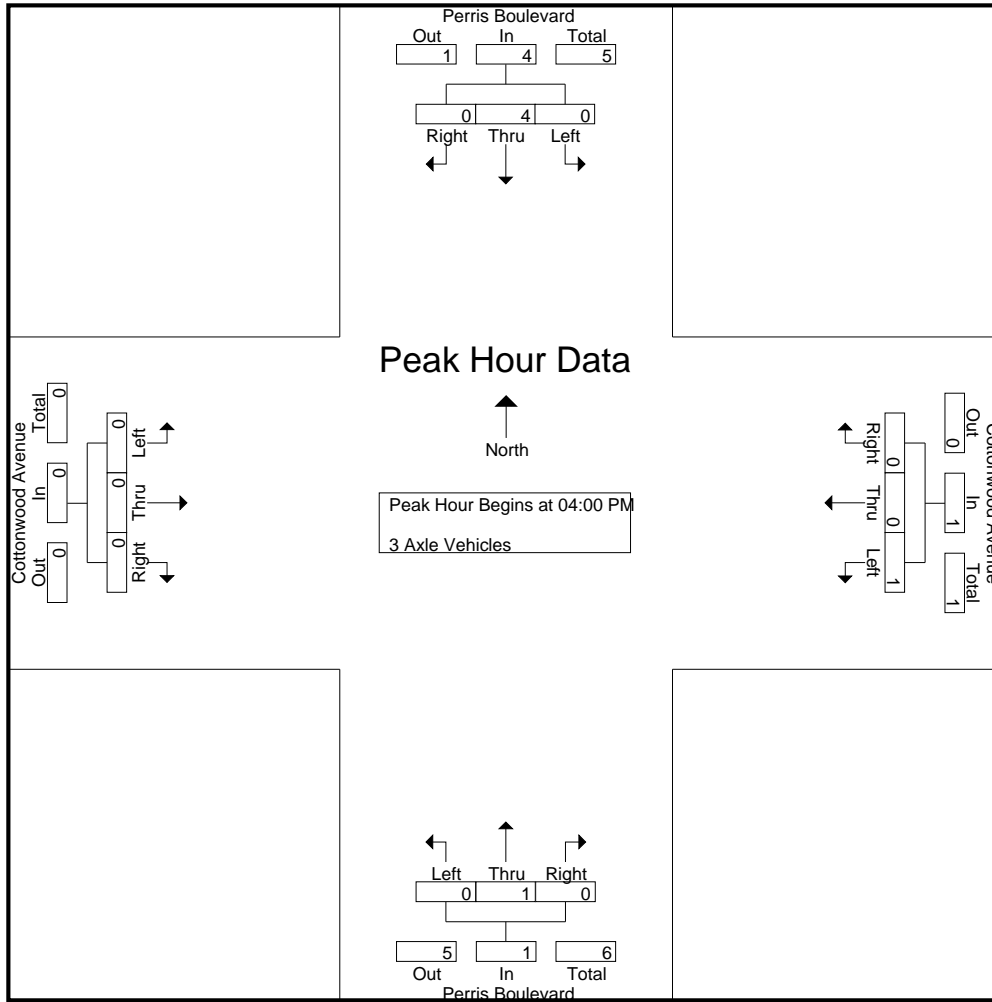 Perris Boulevard
Out In Total
1 4 5
0 4 0
Right Thru Left
Peak Hour Data
North
Peak Hour Begins at 04:00 PM
3 Axle Vehicles
Cottonwood Avenue
Total In Out
0 0 0
0 0 0
Left Thru Right
Cottonwood Avenue
Out In Total
0 1 1
0 0 1
Right Thru Left
Left Thru Right
0 1 0
5 1 6
Out In Total
Perris Boulevard